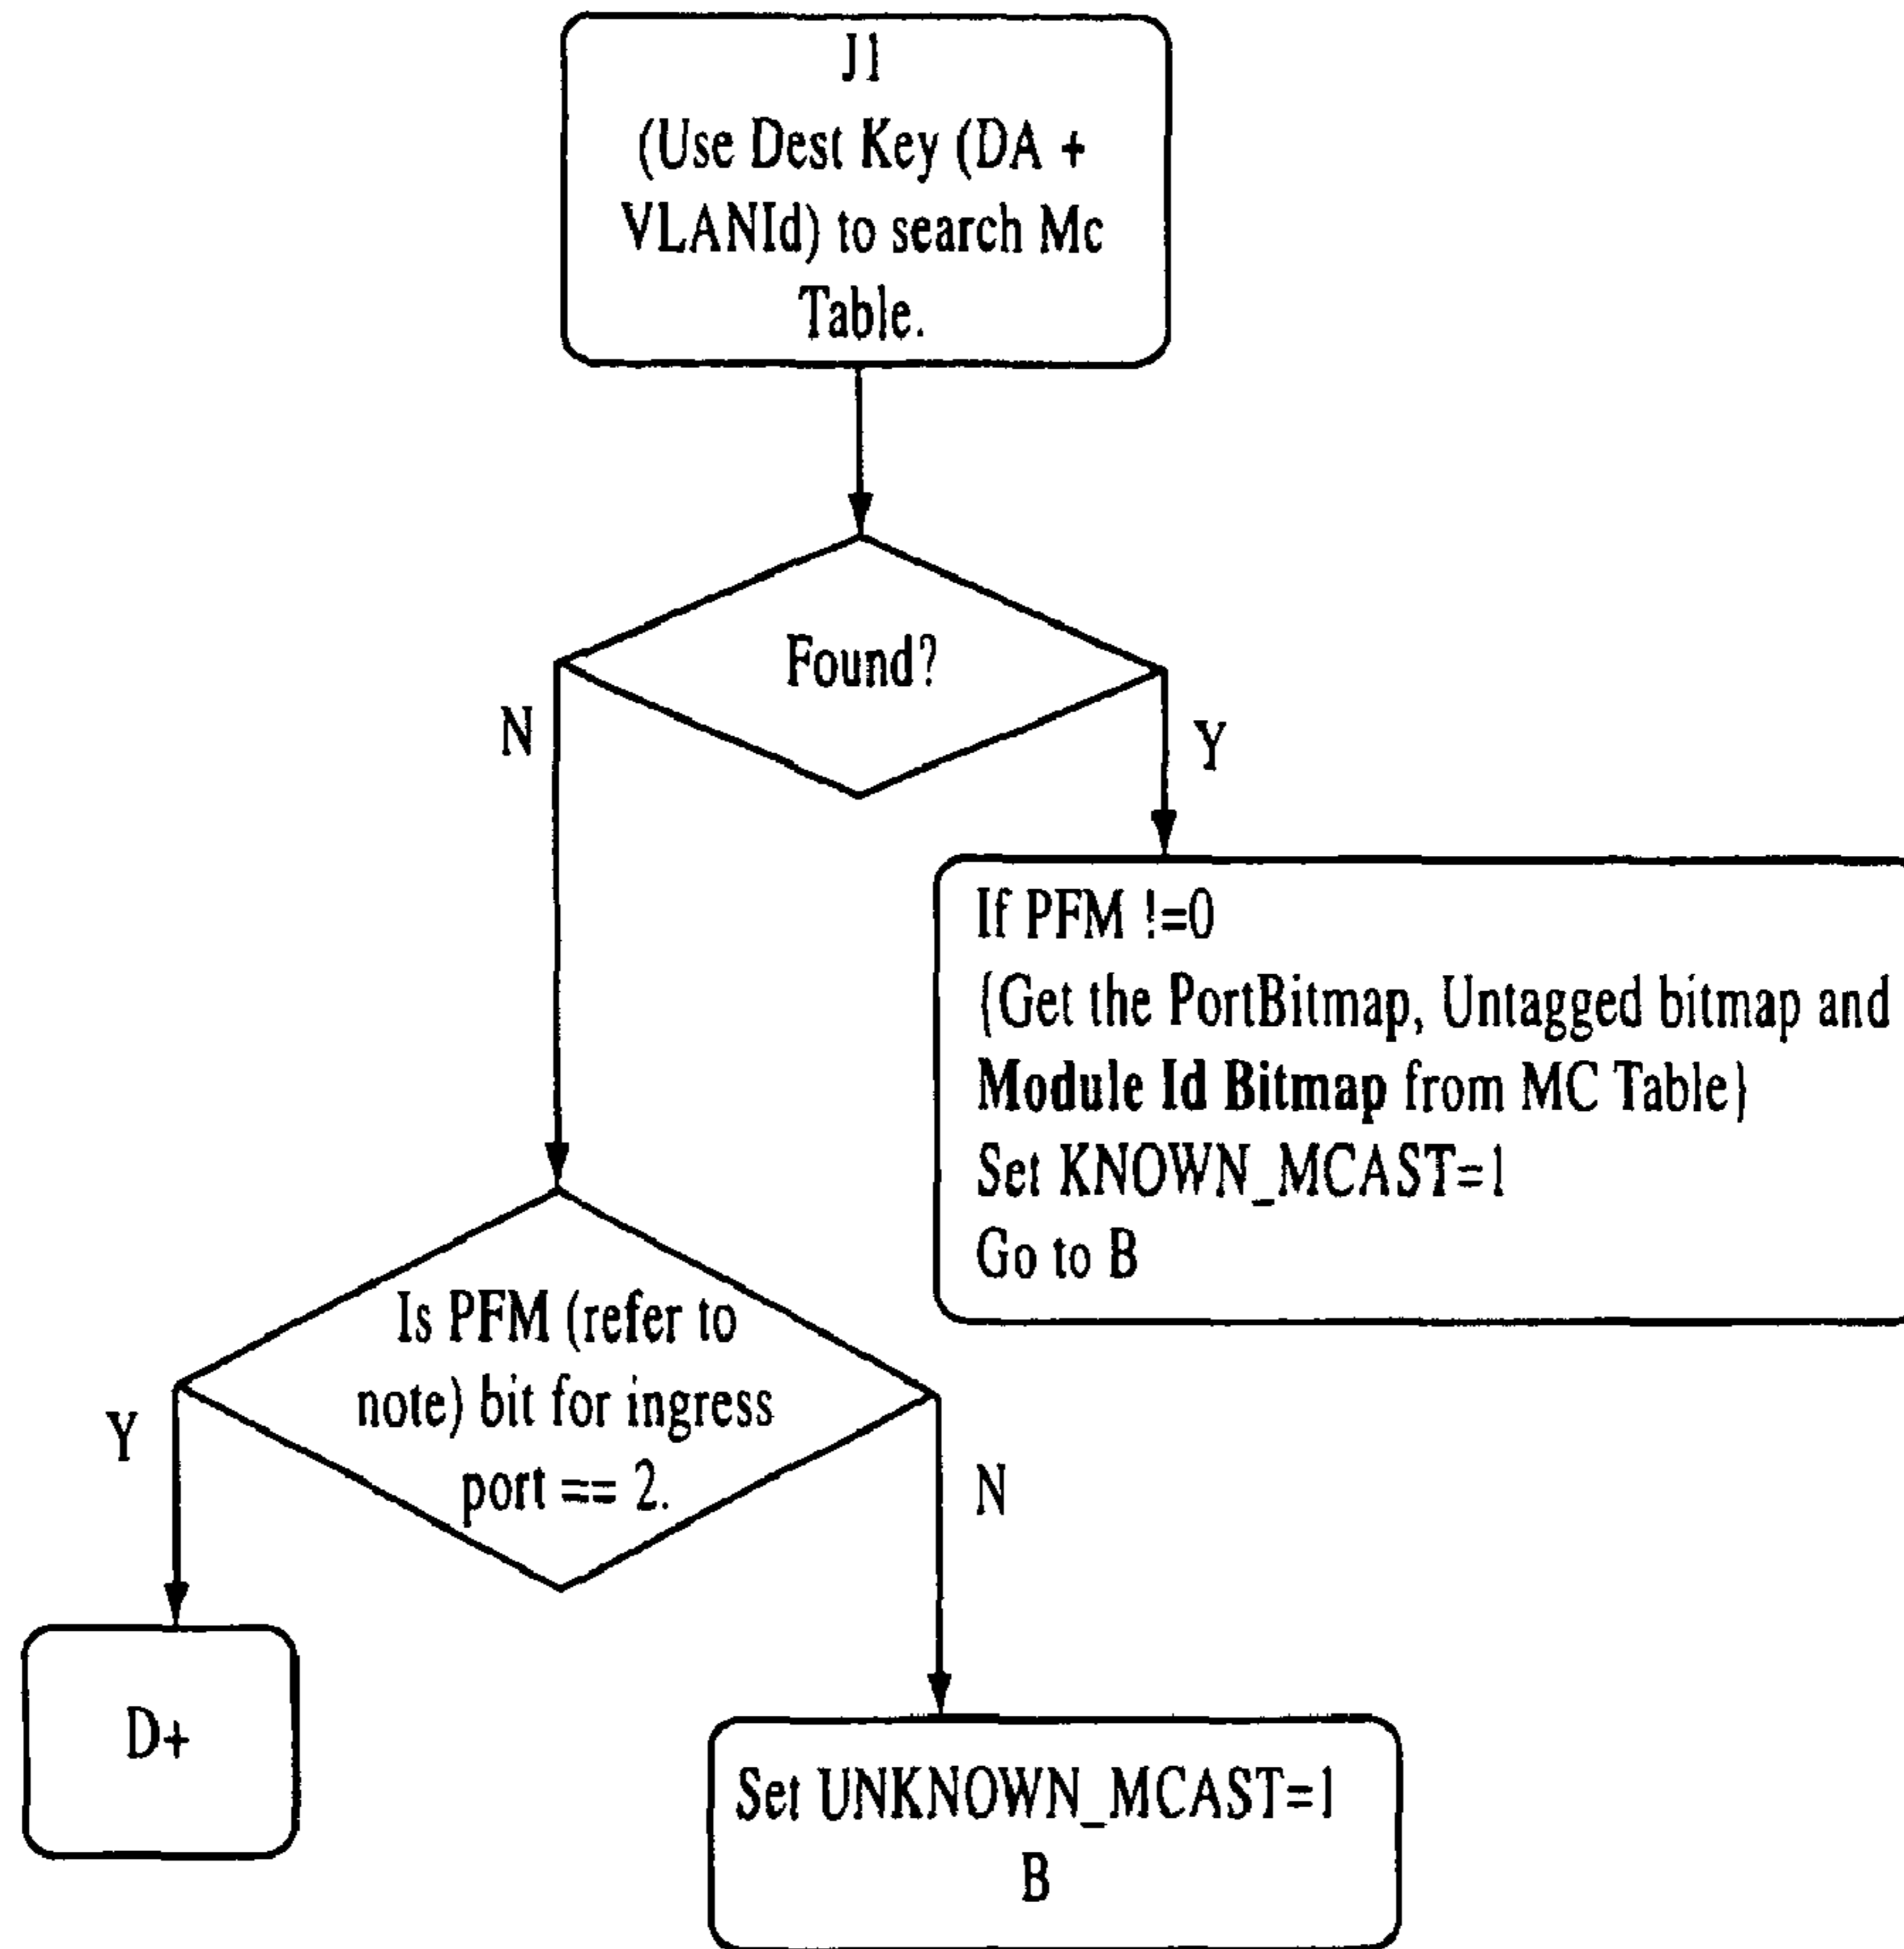 J1
(Use Dest Key (DA +
VLANId) to search Mc
Table.
Found?
N
Y
If PFM !=0
{Get the PortBitmap, Untagged bitmap and
Module Id Bitmap from MC Table}
Set KNOWN_MCAST=1
Go to B
Is PFM (refer to
note) bit for ingress
port == 2.
Y
N
D+
Set UNKNOWN_MCAST=1
B